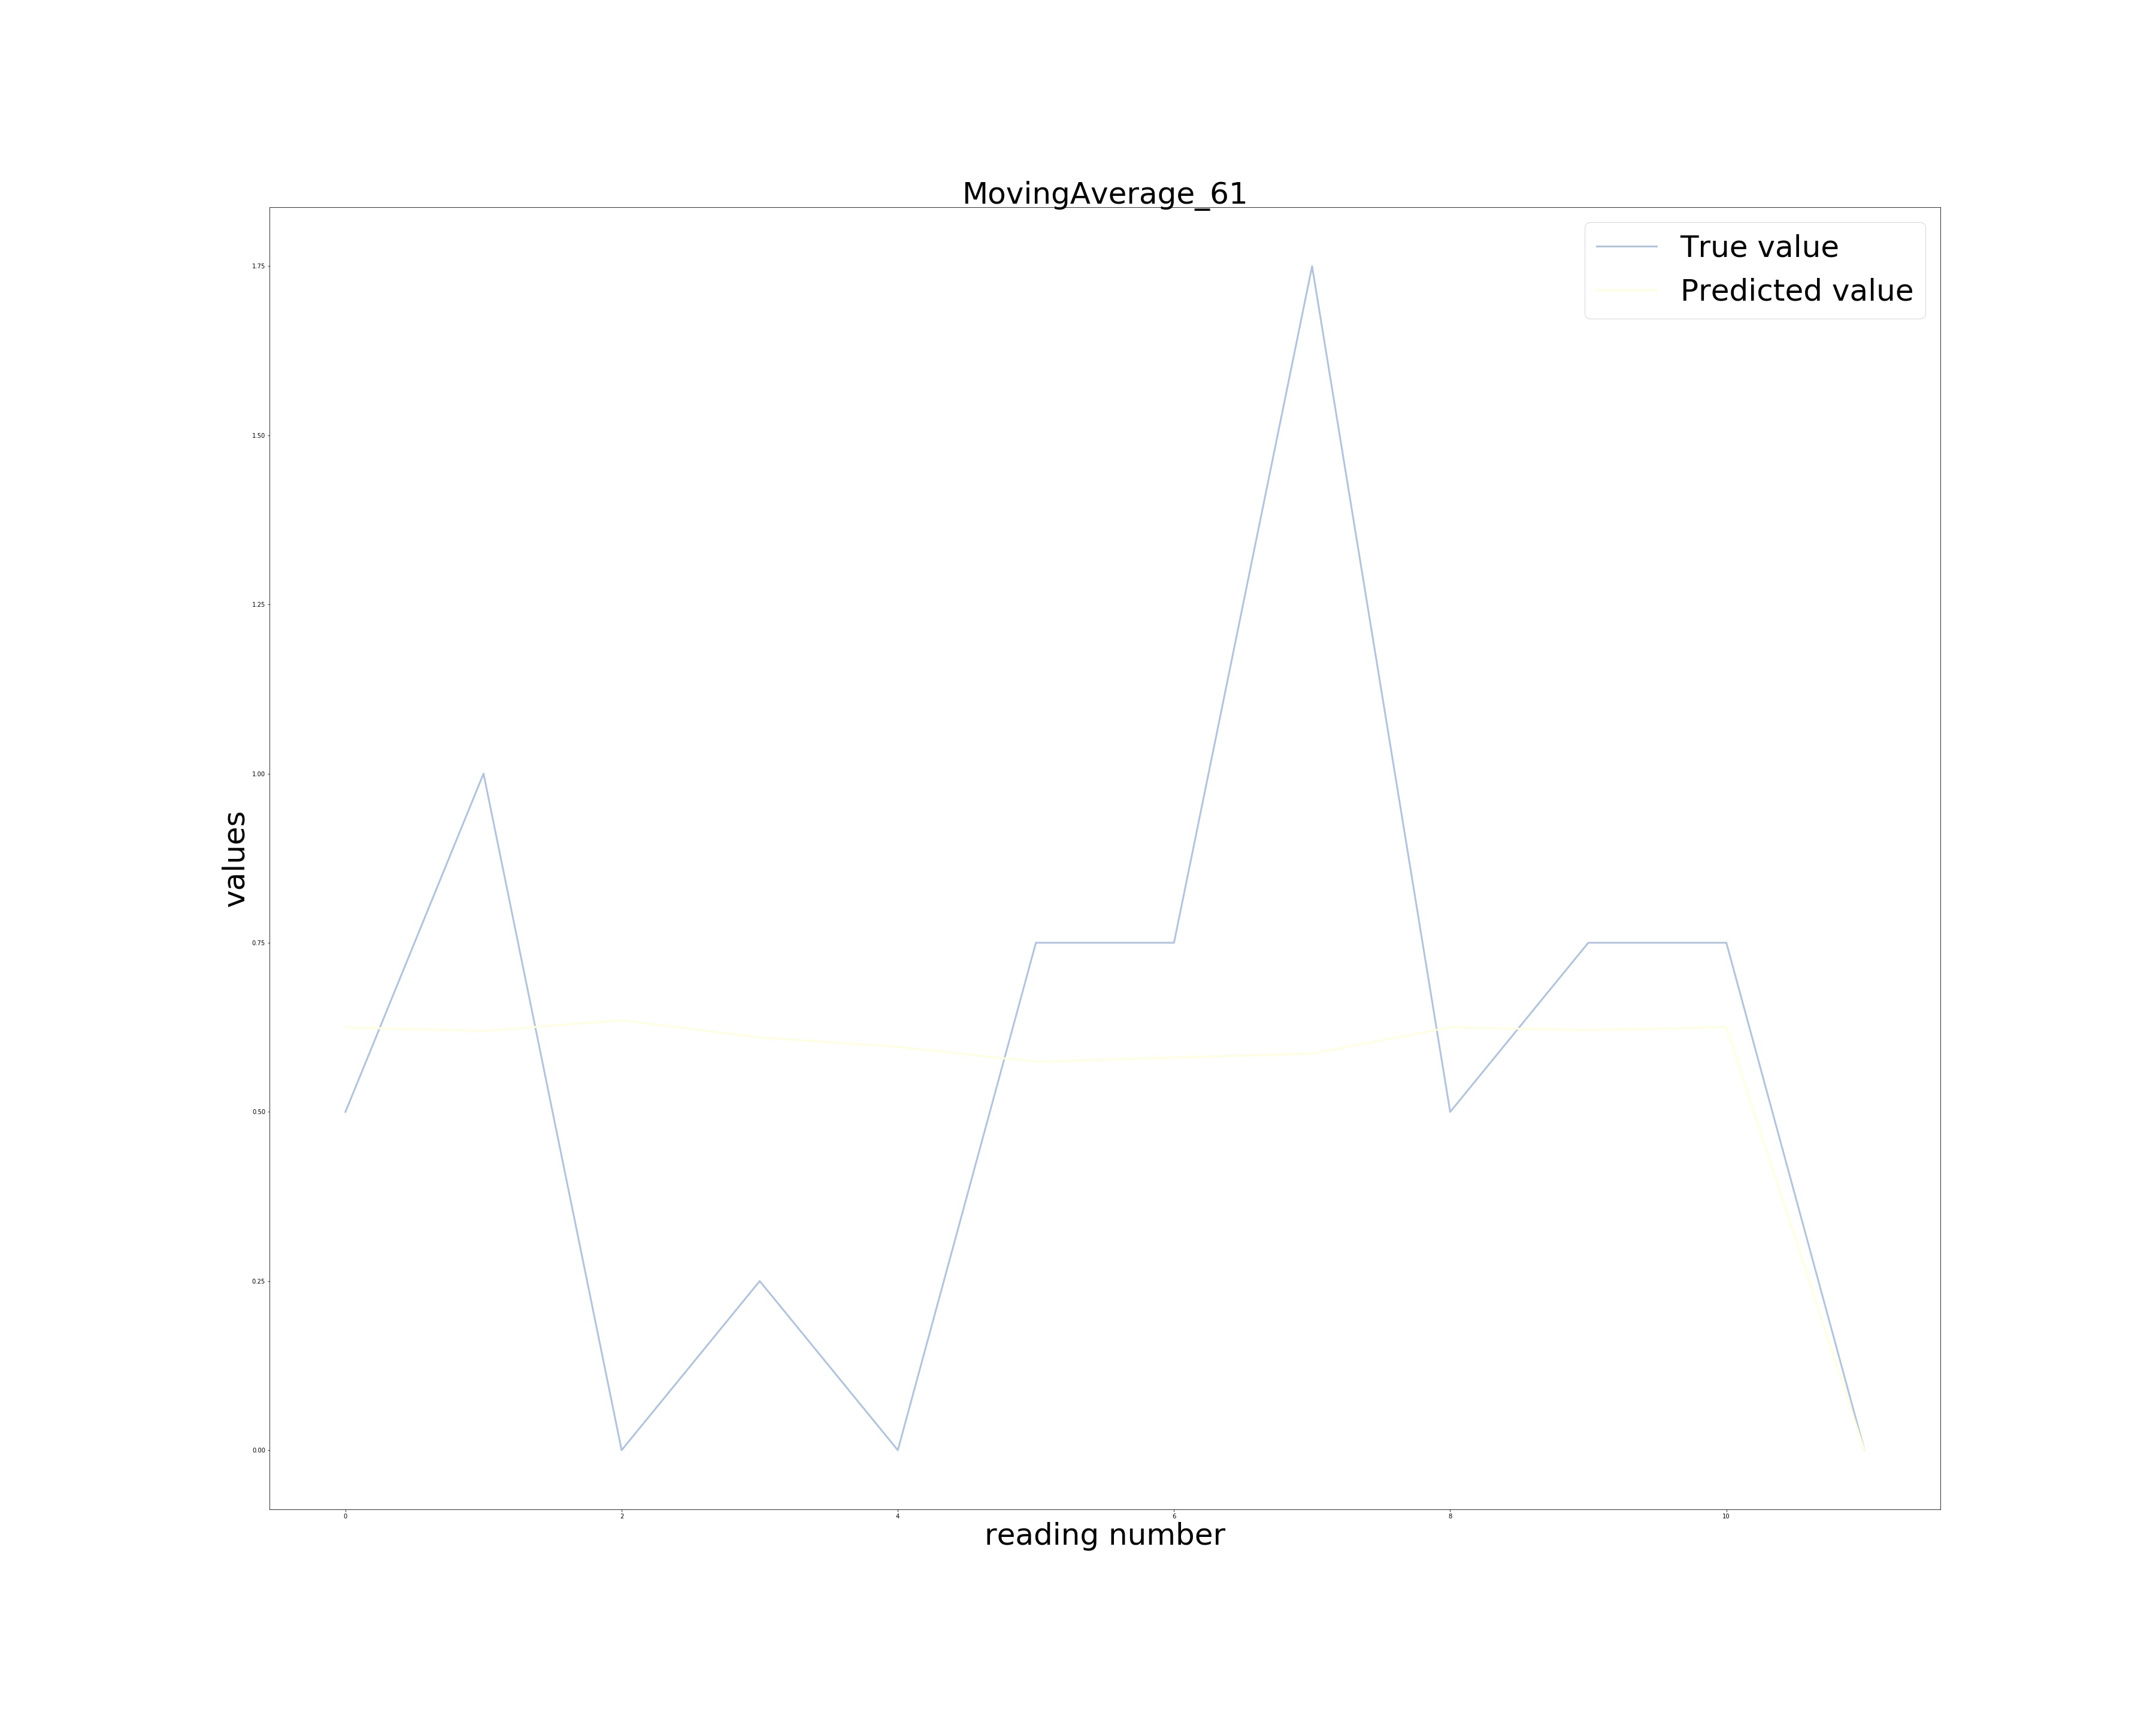 MovingAverage_61
True value
Predicted value
1.75
1.50
1.25
1.00
0.75
0.50
0.25
0.00
values
0 2 4 6 8 10
reading number